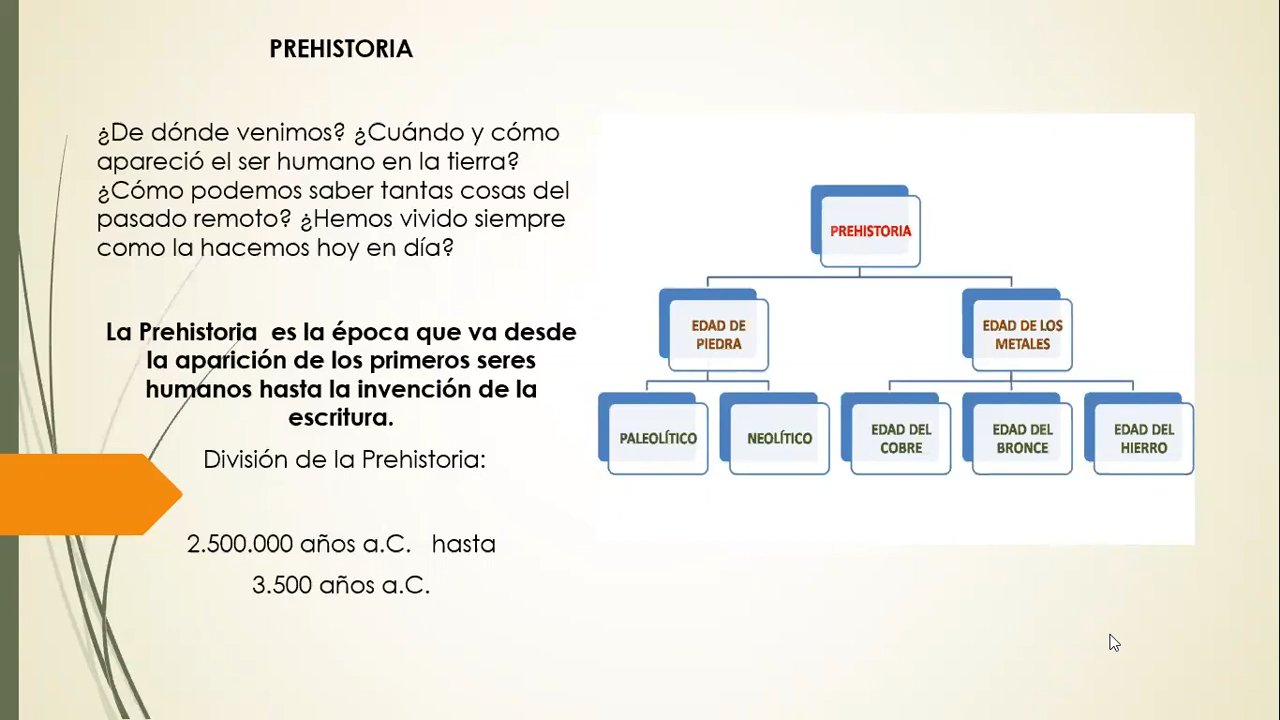 PREHISTORIA
¿De dónde venimos? ¿Cuándo y cómo
apareció el ser humano en la tierra?
¿Cómo podemos saber tantas cosas del
pasado remoto? ¿Hemos vivido siempre
como la hacemos hoy en día?
La Prehistoria  es la época que va desde
la aparición de los primeros seres
humanos hasta la invención de la
escritura.
División de la Prehistoria:
2.500.000 años a.C.   hasta
3.500 años a.C.
PREHISTORIA
EDAD DE
PIEDRA
EDAD DE LOS
METALES
PALEOLÍTICO
NEOLÍTICO
EDAD DEL
COBRE
EDAD DEL
BRONCE
EDAD DEL
HIERRO